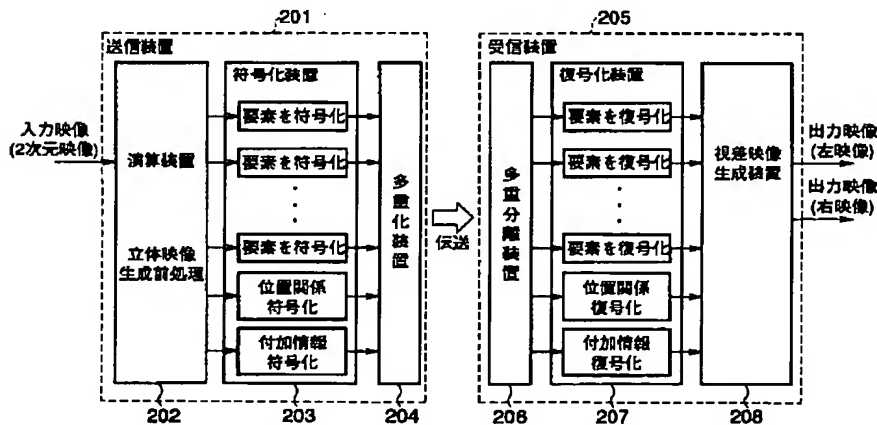 201
205
送信装置
受信装置
入力映像
(2次元映像)
演算装置
立体映像
生成前処理
符号化装置
要素を符号化
要素を符号化
要素を符号化
位置関係
符号化
付加情報
符号化
多重化装置
伝送
多重分離装置
復号化装置
要素を復号化
要素を復号化
要素を復号化
位置関係
復号化
付加情報
復号化
視差映像
生成装置
出力映像
(左映像)
出力映像
(右映像)
202
203
204
206
207
208